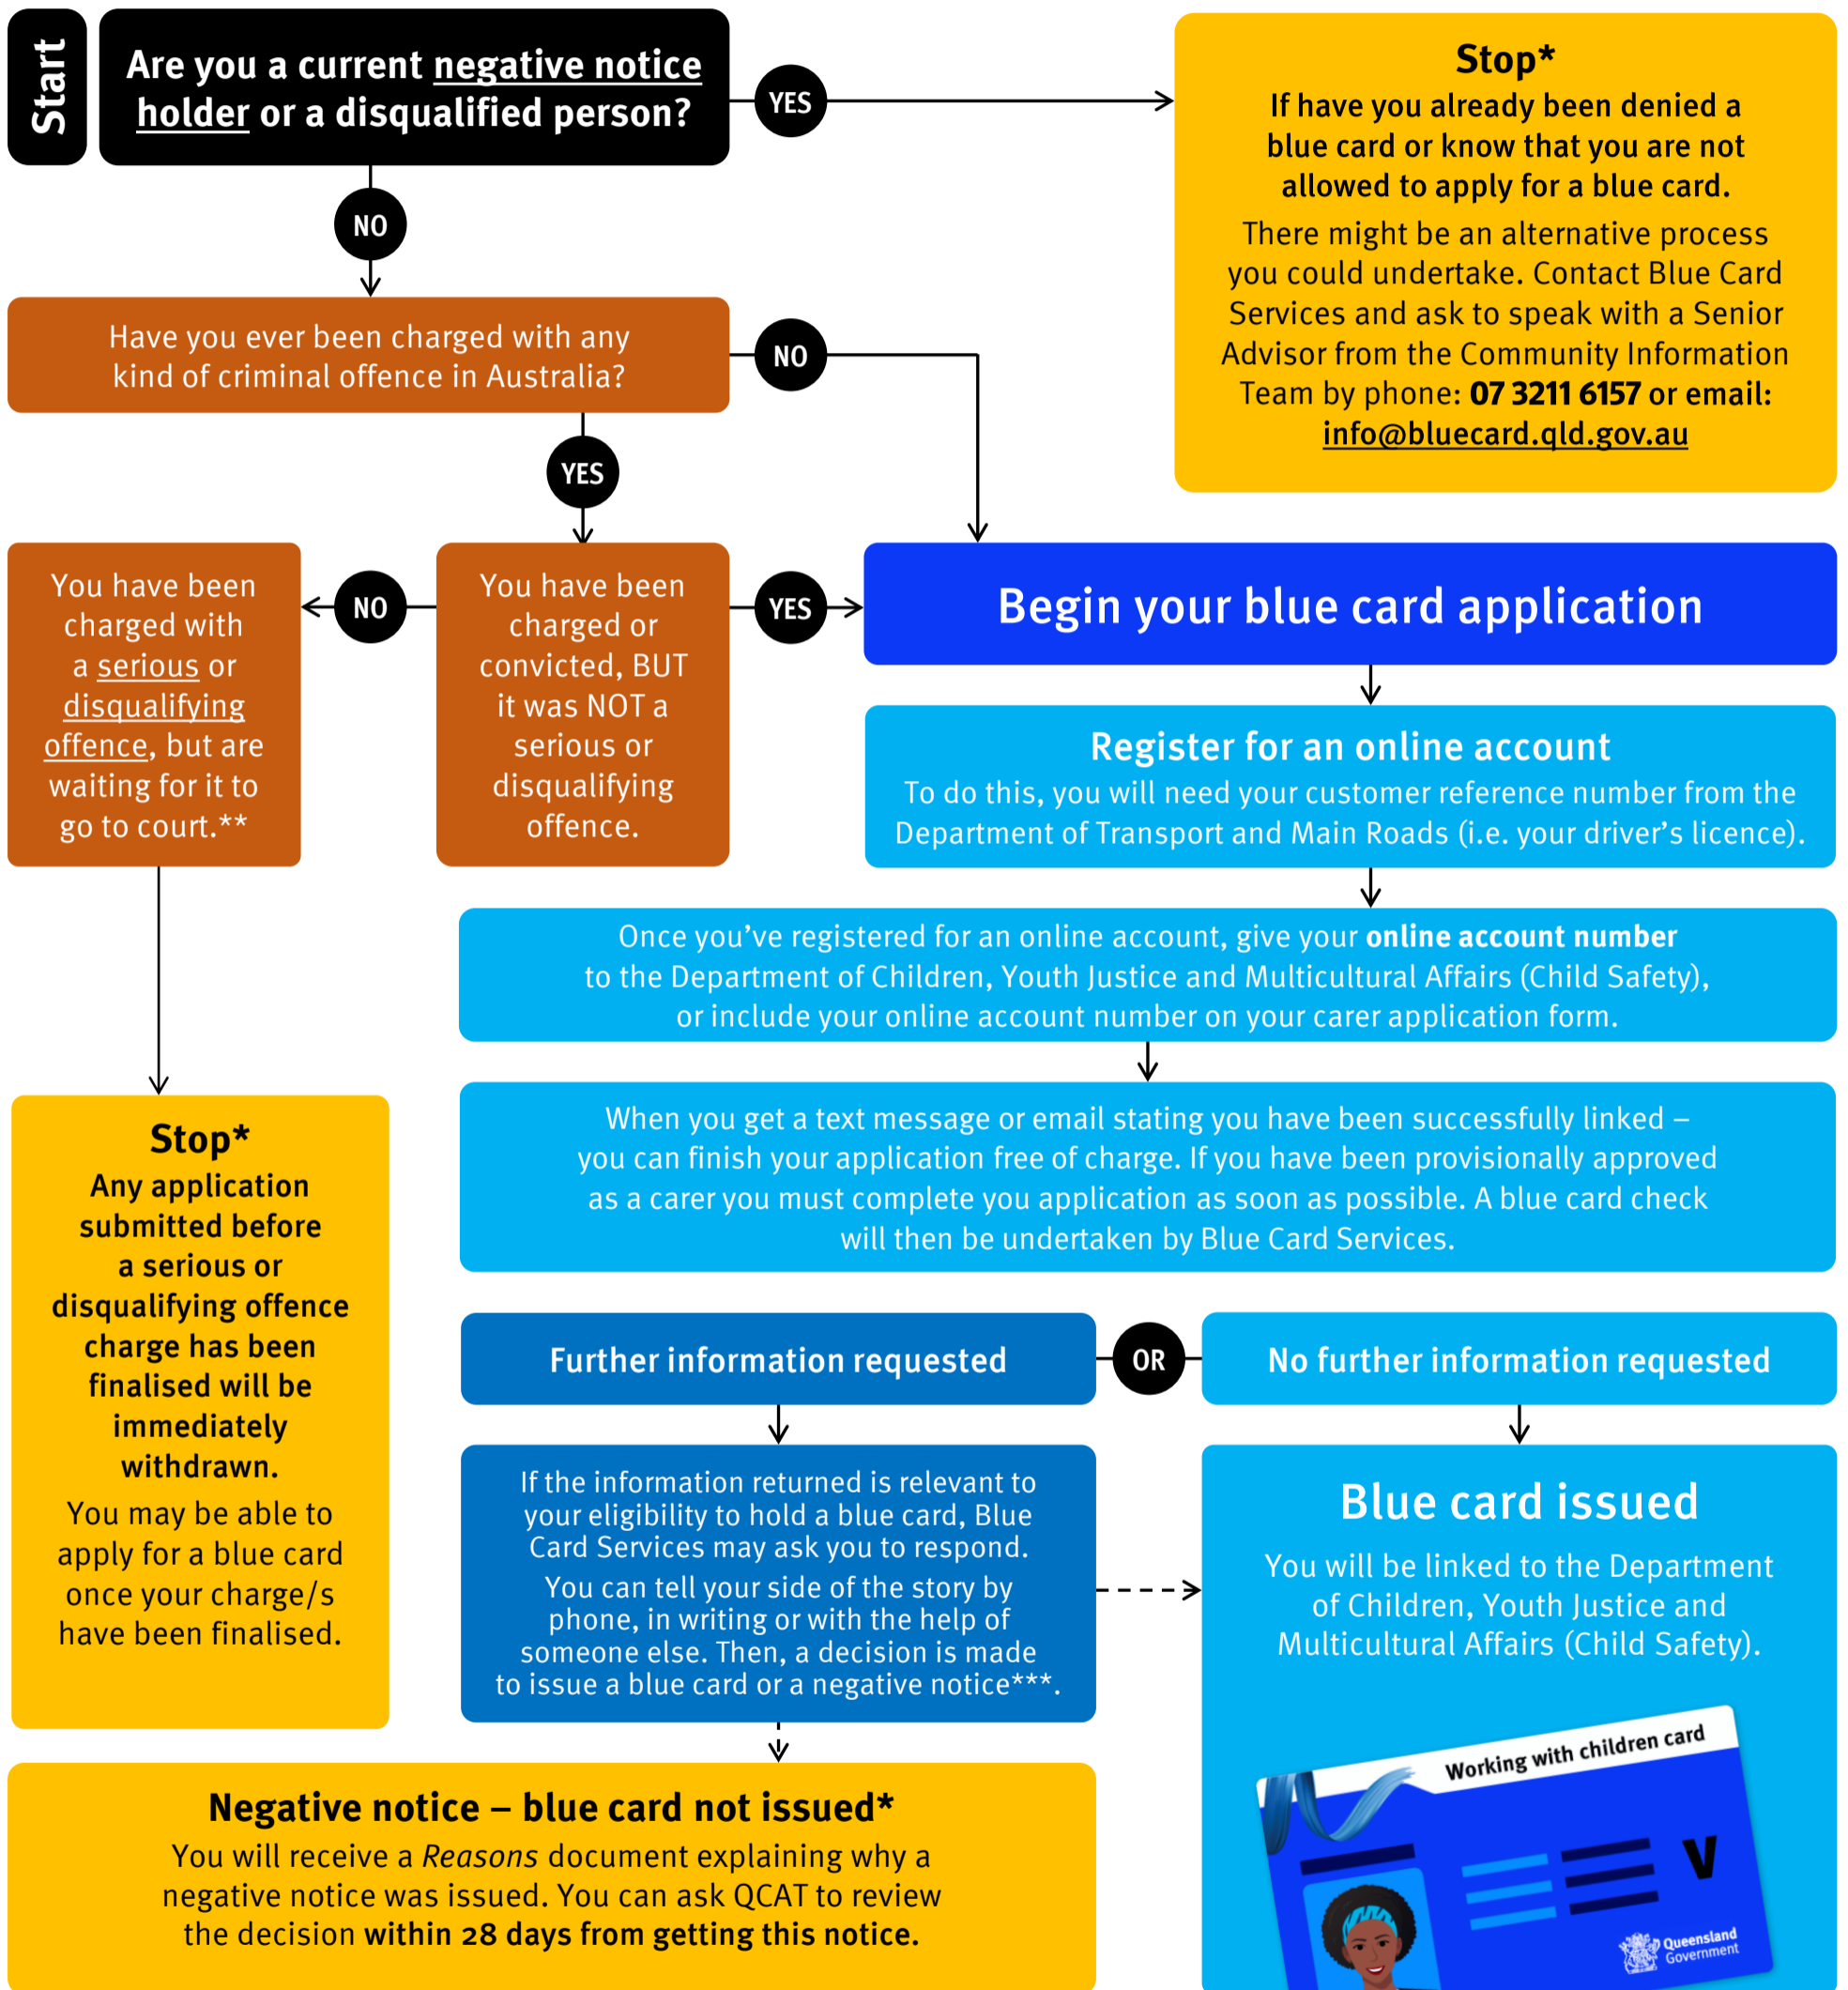 Start
Are you a current negative notice
holder or a disqualified person?
YES
Stop*
If have you already been denied a
blue card or know that you are not
allowed to apply for a blue card.
There might be an alternative process
you could undertake. Contact Blue Card
Services and ask to speak with a Senior
Advisor from the Community Information
Team by phone: 07 3211 6157 or email:
info@bluecard.qld.gov.au
NO
Have you ever been charged with any
kind of criminal offence in Australia?
NO
YES
You have been
charged with
a serious or
disqualifying
offence, but are
waiting for it to
go to court.**
NO
You have been
charged or
convicted, BUT
it was NOT a
serious or
disqualifying
offence.
YES
Begin your blue card application
Register for an online account
To do this, you will need your customer reference number from the
Department of Transport and Main Roads (i.e. your driver's licence).
Once you've registered for an online account, give your online account number
to the Department of Children, Youth Justice and Multicultural Affairs (Child Safety),
or include your online account number on your carer application form.
When you get a text message or email stating you have been successfully linked –
you can finish your application free of charge. If you have been provisionally approved
as a carer you must complete you application as soon as possible. A blue card check
will then be undertaken by Blue Card Services.
Stop*
Any application
submitted before
a serious or
disqualifying offence
charge has been
finalised will be
immediately
withdrawn.
You may be able to
apply for a blue card
once your charge/s
have been finalised.
Further information requested
OR
No further information requested
If the information returned is relevant to
your eligibility to hold a blue card, Blue
Card Services may ask you to respond.
You can tell your side of the story by
phone, in writing or with the help of
someone else. Then, a decision is made
to issue a blue card or a negative notice***.
Blue card issued
You will be linked to the Department
of Children, Youth Justice and
Multicultural Affairs (Child Safety).
Working with children card
V
Queensland
Government
Negative notice – blue card not issued*
You will receive a Reasons document explaining why a
negative notice was issued. You can ask QCAT to review
the decision within 28 days from getting this notice.